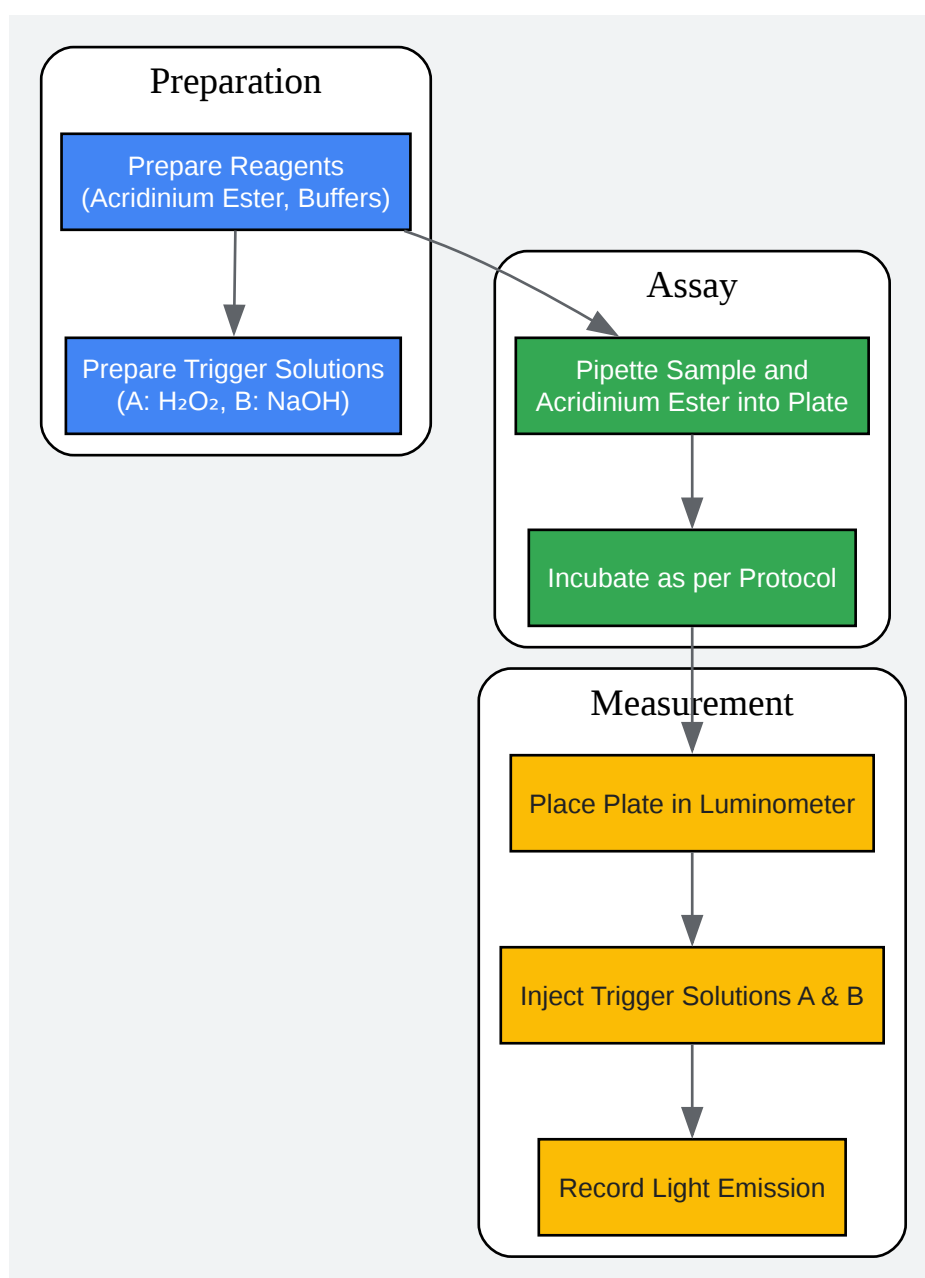 Preparation
Prepare Reagents
(Acridinium Ester, Buffers)
Prepare Trigger Solutions
(A: H₂O₂, B: NaOH)
Assay
Pipette Sample and
Acridinium Ester into Plate
Incubate as per Protocol
Measurement
Place Plate in Luminometer
Inject Trigger Solutions A & B
Record Light Emission